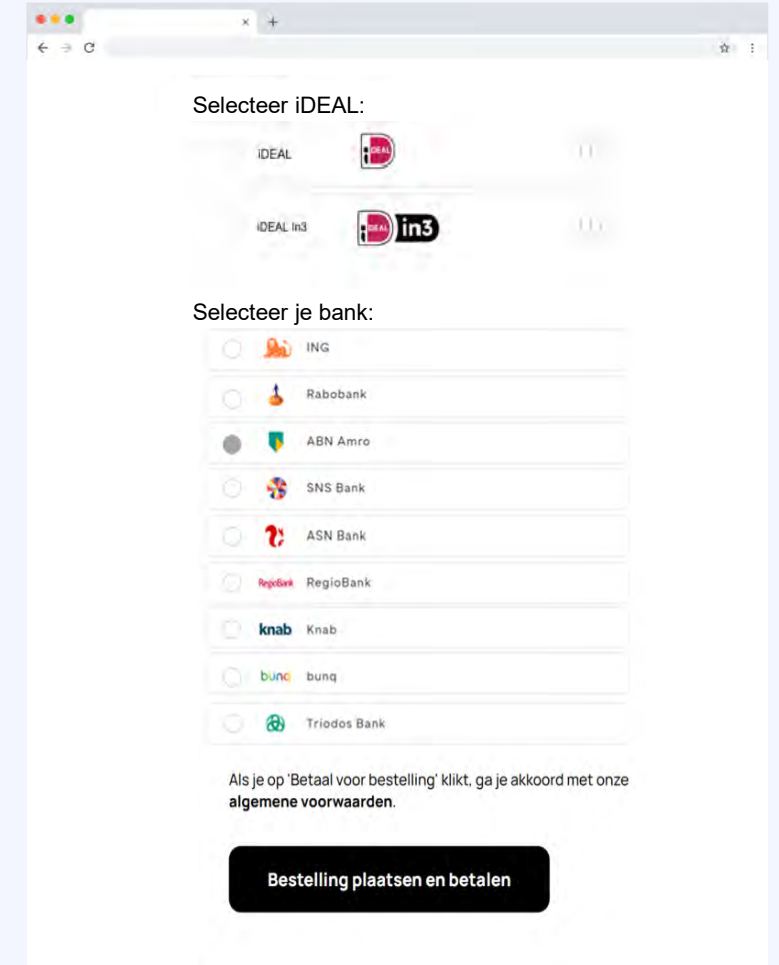 Selecteer iDEAL:
iDEAL iDEAL
iDEAL In3 iDEAL in3
Selecteer je bank:
ING
Rabobank
ABN Amro
SNS Bank
ASN Bank
RegioBank RegioBank
knab Knab
bunq bunq
Triodos Bank
Als je op 'Betaal voor bestelling' klikt, ga je akkoord met onze
algemene voorwaarden.
Bestelling plaatsen en betalen